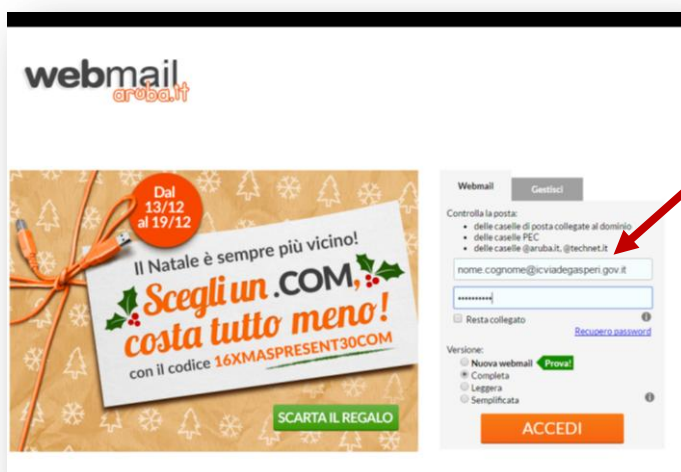 webmail
aruba.it
Dal
13/12
al 19/12
Il Natale è sempre più vicino!
Scegli un .COM,
costa tutto meno!
con il codice 16XMASPRESENT30COM
SCARTA IL REGALO
Webmail
Gestisci
Controlla la posta:
• delle caselle di posta collegate al dominio
• delle caselle PEC
• delle caselle @aruba.it, @technet.it
nome.cognome@icviadegasperi.gov.it
••••••••••
Resta collegato
Recupero password
Versione:
Nuova webmail Prova!
Completa
Leggera
Semplificata
ACCEDI